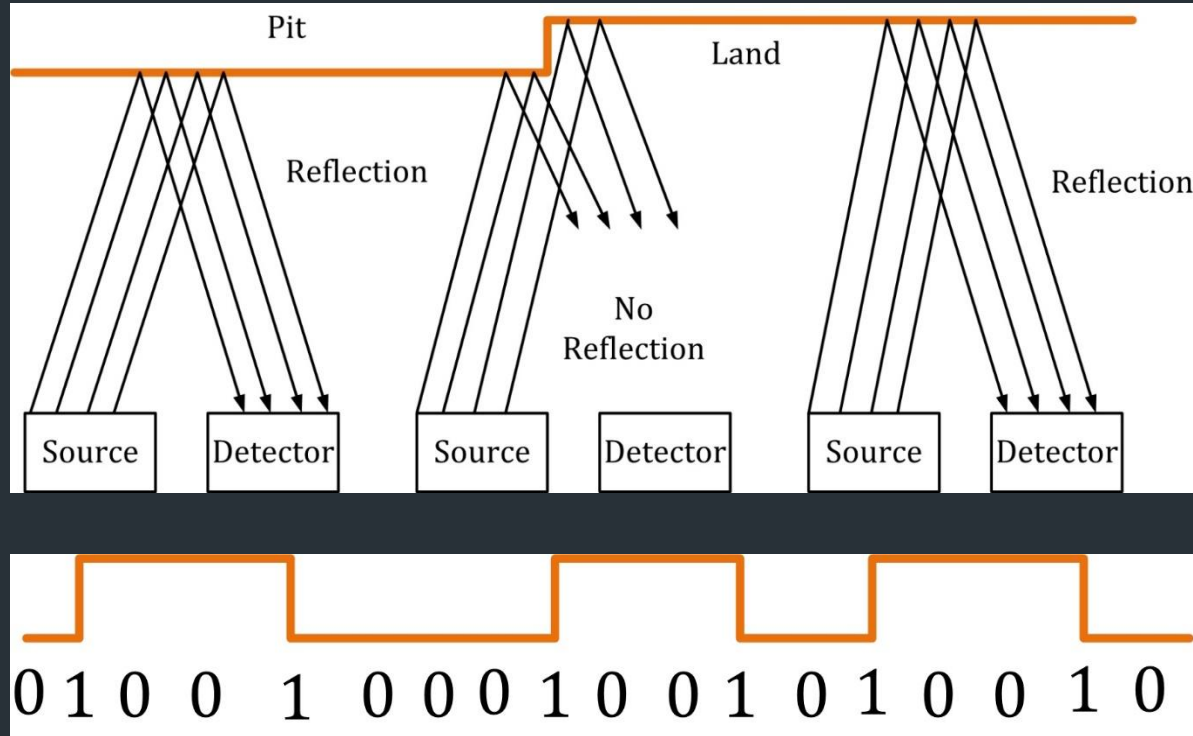 Pit
Land
Reflection
Reflection
No
Reflection
Source
Detector
Source
Detector
Source
Detector
0 1 0 0 1 0 0 0 1 0 0 1 0 1 0 0 1 0